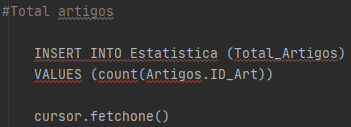 #Total artigos
INSERT INTO Estatistica (Total_Artigos)
VALUES (count(Artigos.ID_Art))
cursor.fetchone()